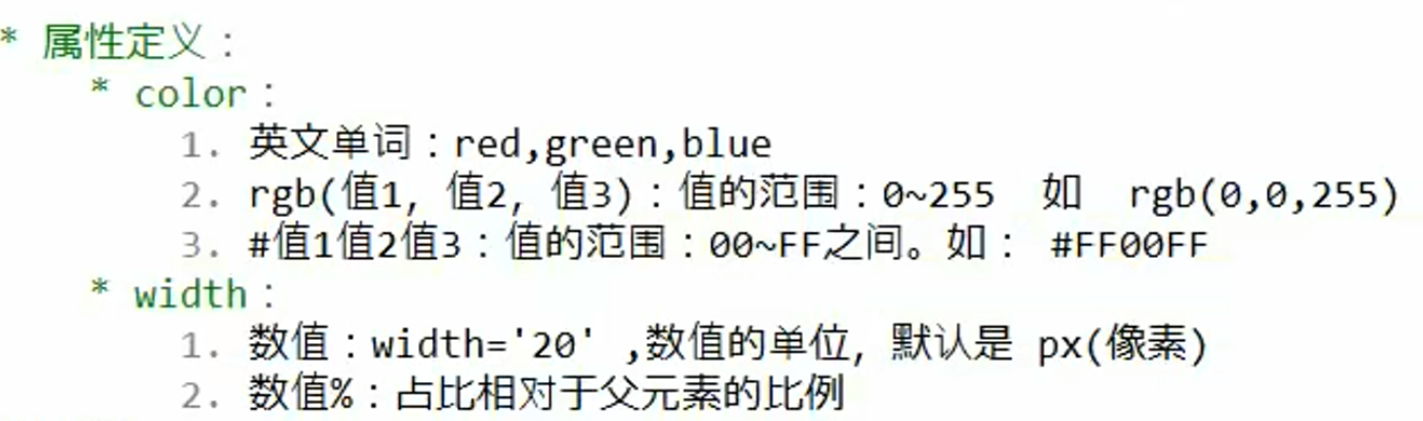 * 属性定义：
* color：
1. 英文单词：red,green,blue
2. rgb(值1, 值2, 值3)：值的范围：0~255 如 rgb(0,0,255)
3. #值1值2值3：值的范围：00~FF之间。如： #FF00FF
* width：
1. 数值：width='20' ,数值的单位, 默认是 px(像素)
2. 数值%：占比相对于父元素的比例